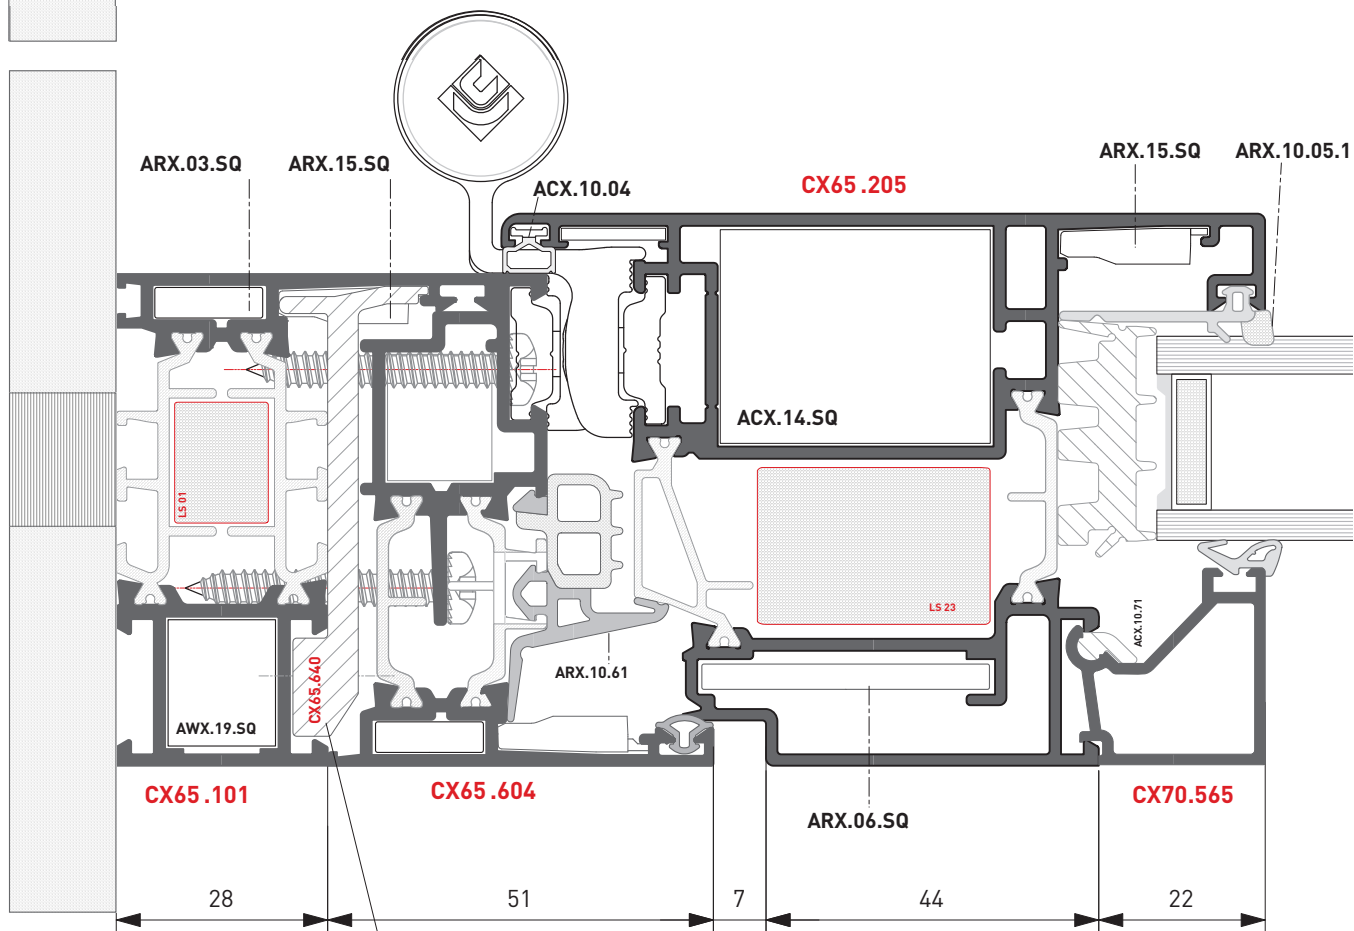 ARX.03.SQ
ARX.15.SQ
ACX.10.04
CX65.205
ARX.15.SQ
ARX.10.05.1
ACX.14.SQ
LS 01
LS 23
ACX.10.71
ARX.10.61
CX65.640
AWX.19.SQ
CX65.101
CX65.604
ARX.06.SQ
CX70.565
28
51
7
44
22